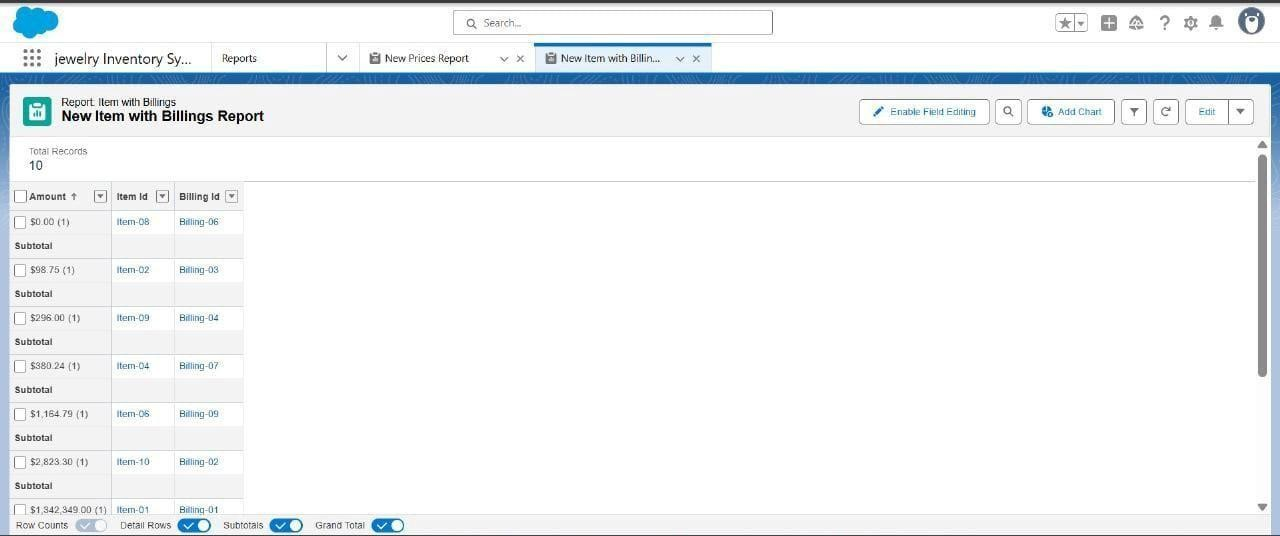 Search...
jewelry Inventory Sy... Reports New Prices Report New Item with Billin...
Report: Item with Billings
New Item with Billings Report
Enable Field Editing Add Chart Edit
Total Records
10
Amount ↑ Item Id Billing Id
$0.00 (1) Item-08 Billing-06
Subtotal
$98.75 (1) Item-02 Billing-03
Subtotal
$296.00 (1) Item-09 Billing-04
Subtotal
$380.24 (1) Item-04 Billing-07
Subtotal
$1,164.79 (1) Item-06 Billing-09
Subtotal
$2,823.30 (1) Item-10 Billing-02
Subtotal
$1,342,349.00 (1) Item-01 Billing-01
Row Counts Detail Rows Subtotals Grand Total